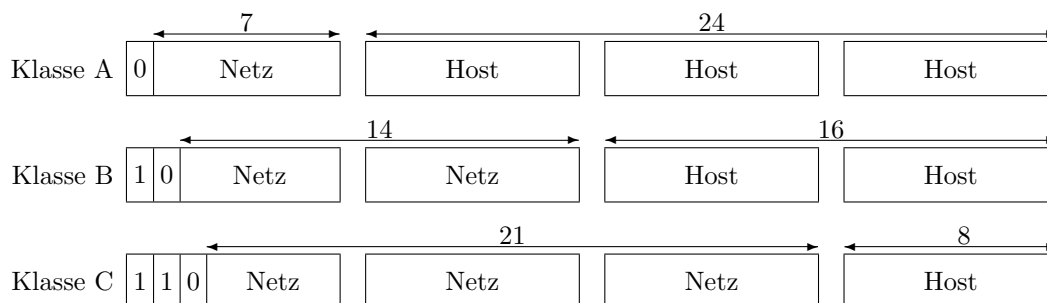 7 24
Klasse A 0 Netz Host Host Host
14 16
Klasse B 1 0 Netz Netz Host Host
21 8
Klasse C 1 1 0 Netz Netz Netz Host